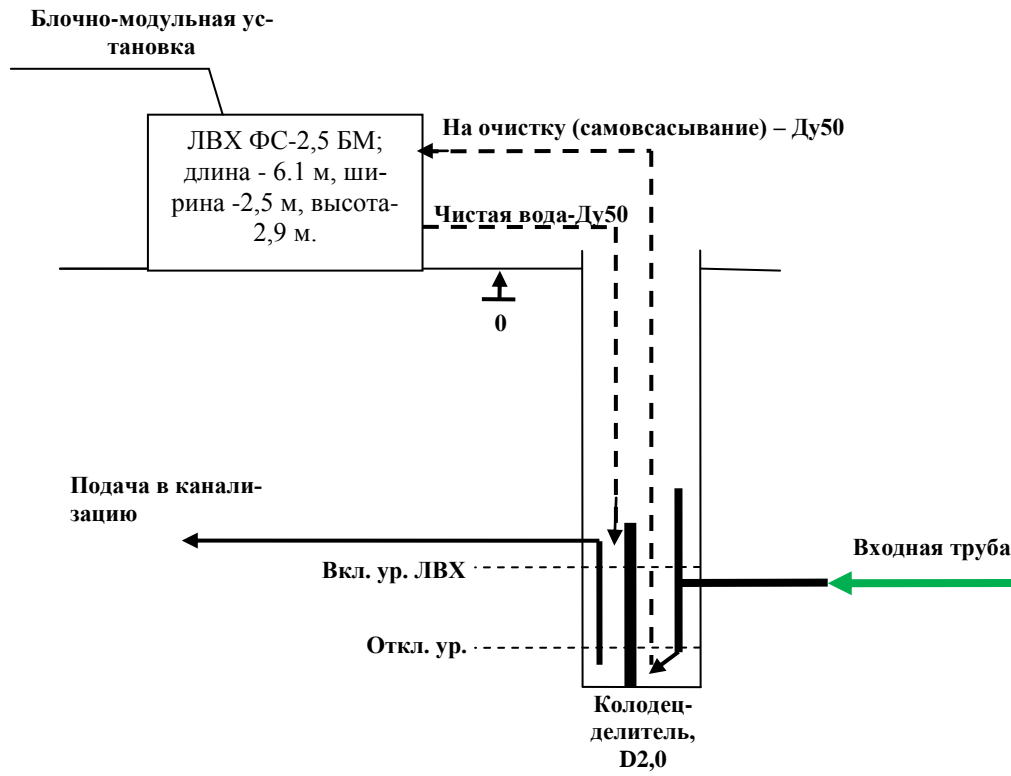 Блочно-модульная ус-
тановка
ЛВХ ФС-2,5 БМ;
длина - 6.1 м, ши-
рина -2,5 м, высота-
2,9 м.
На очистку (самовсасывание) – Ду50
Чистая вода-Ду50
0
Подача в канали-
зацию
Вкл. ур. ЛВХ
Откл. ур.
Входная труба
Колодец-
делитель,
D2,0